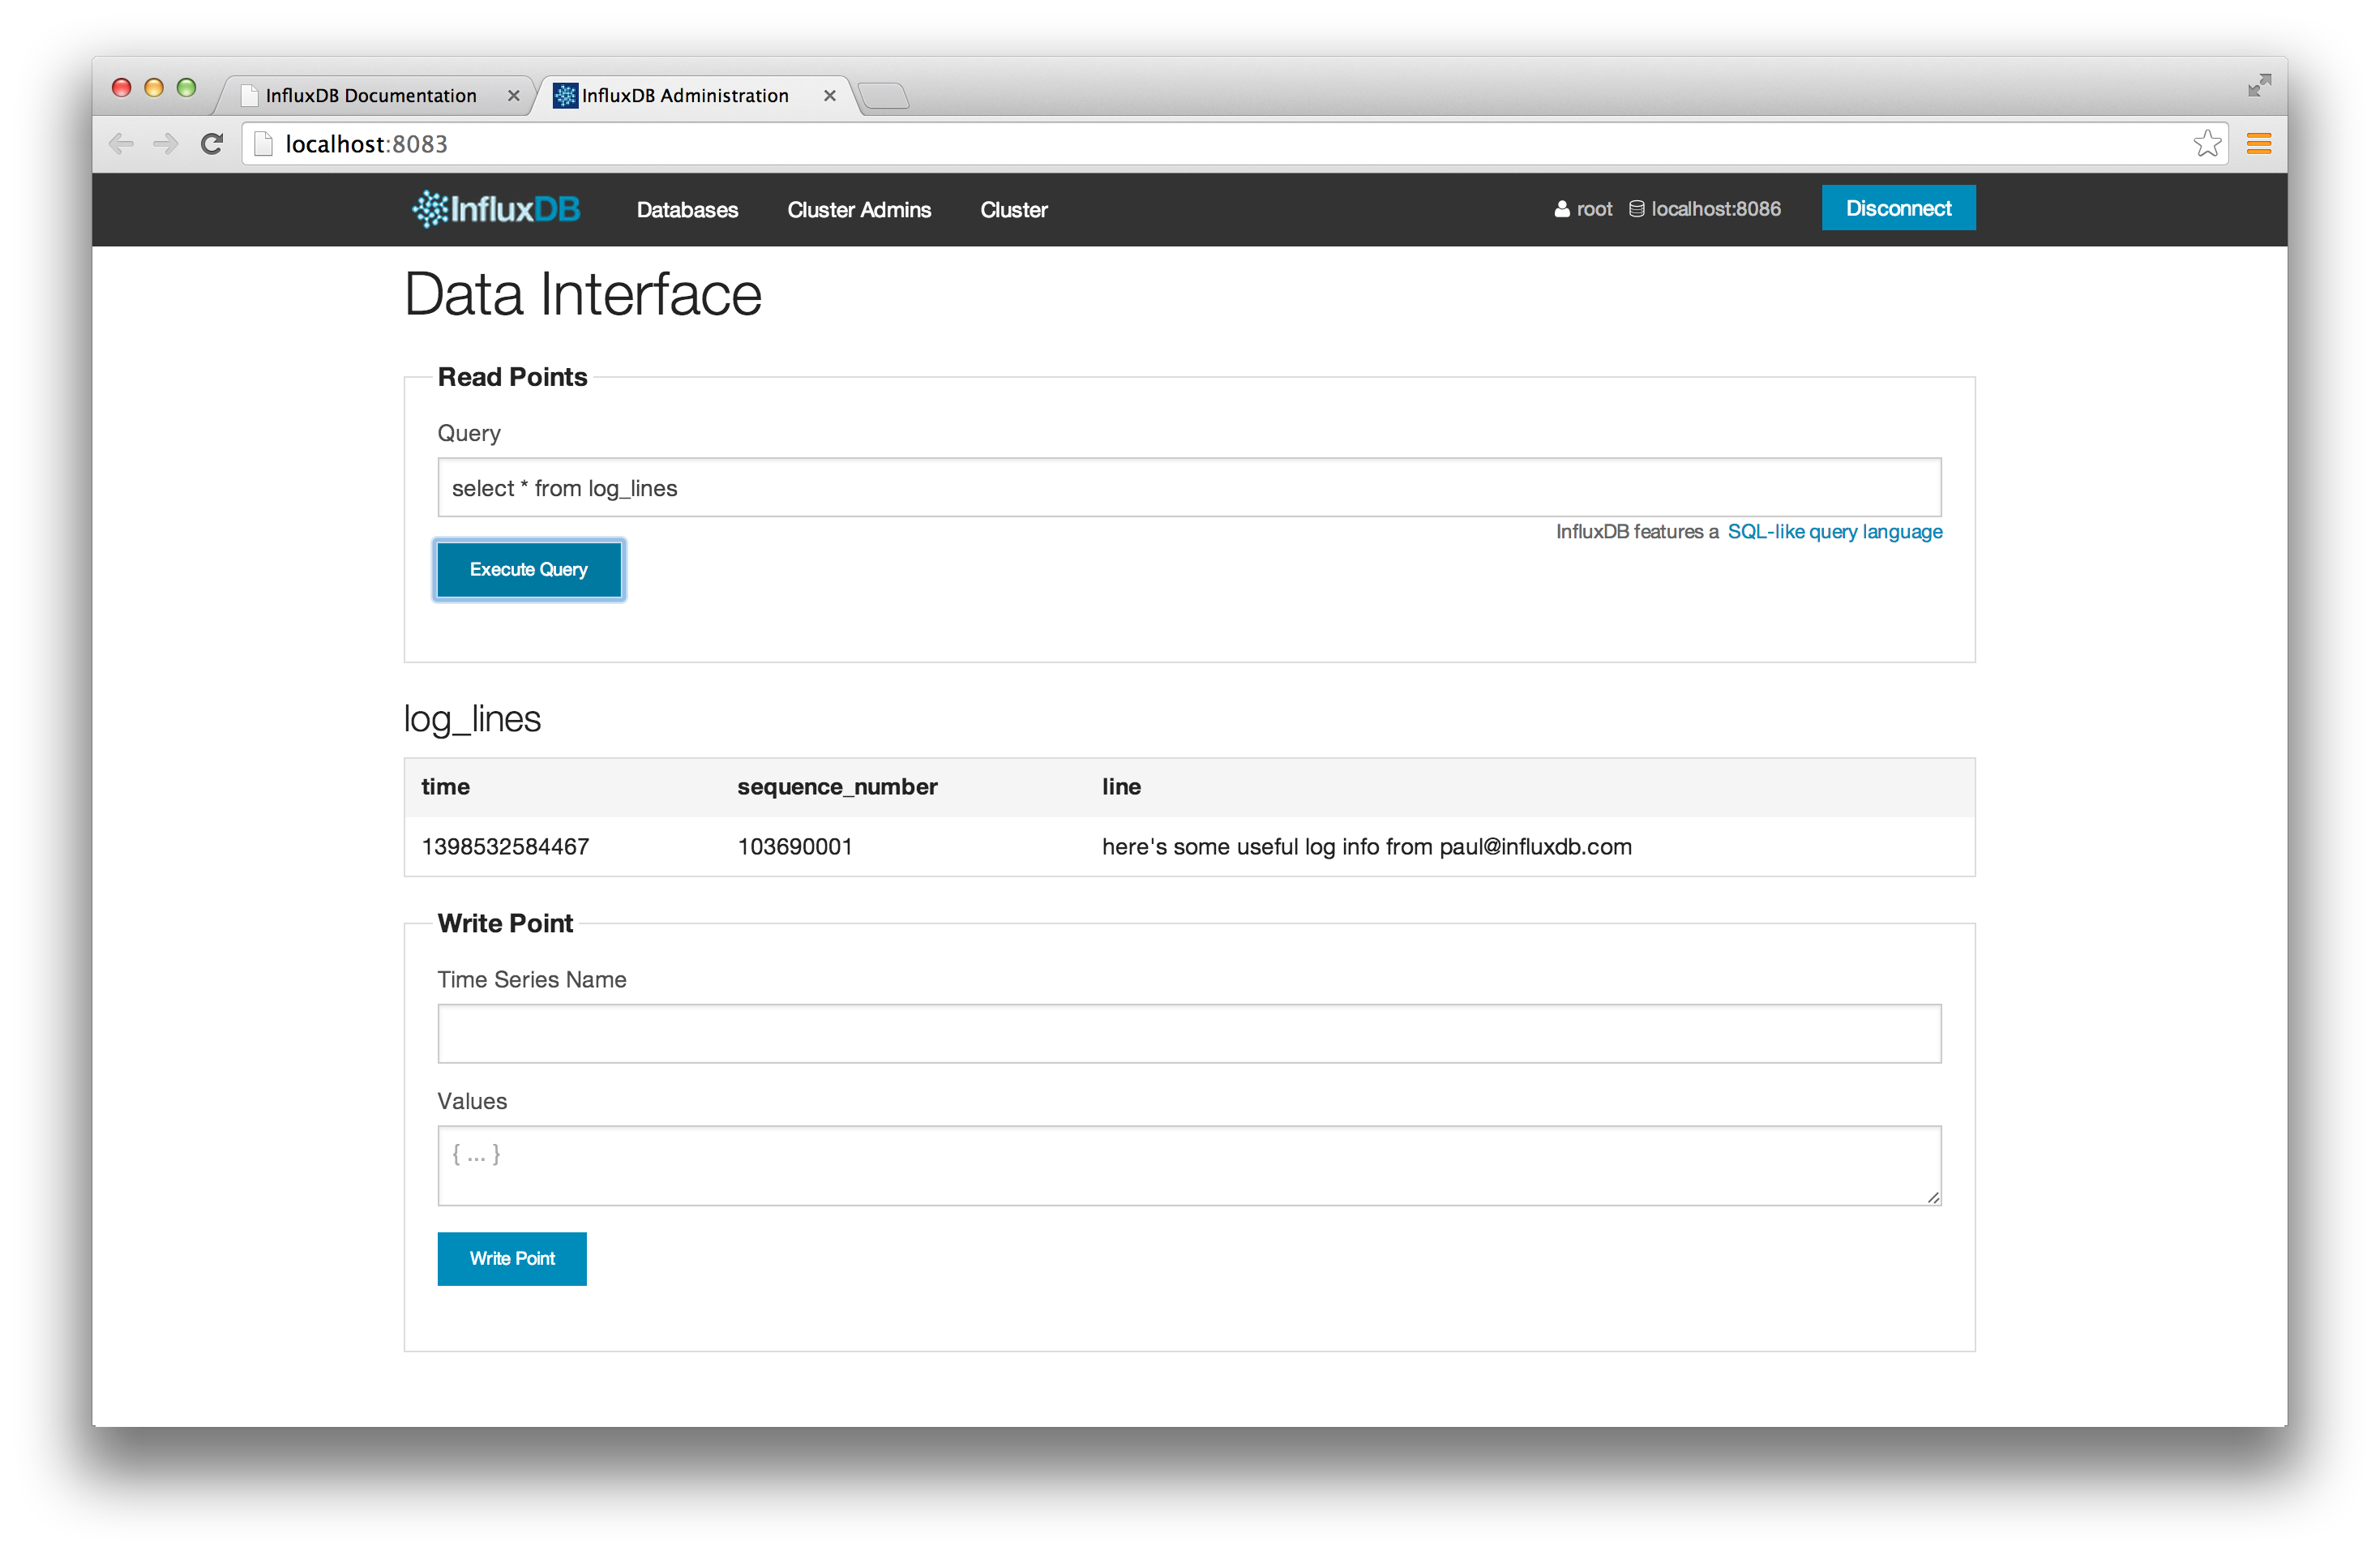 InfluxDB Documentation
InfluxDB Administration
localhost:8083
InfluxDB Databases Cluster Admins Cluster root localhost:8086 Disconnect
Data Interface
Read Points
Query
select * from log_lines
InfluxDB features a SQL-like query language
Execute Query
log_lines
time sequence_number line
1398532584467 103690001 here's some useful log info from paul@influxdb.com
Write Point
Time Series Name
Values
{ ... }
Write Point